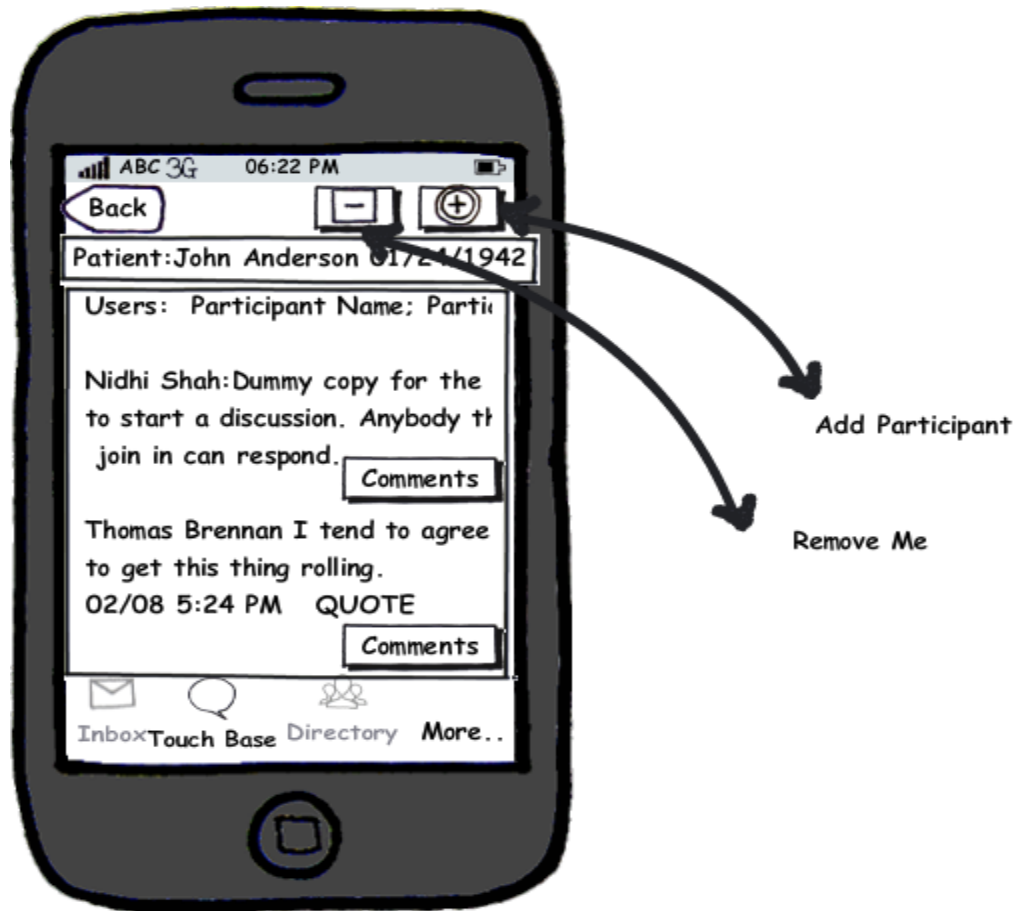 ABC 3G 06:22 PM
Back - +
Patient:John Anderson 01/24/1942
Users: Participant Name; Partic
Nidhi Shah:Dummy copy for the
to start a discussion. Anybody th
join in can respond.
Comments
Thomas Brennan I tend to agree
to get this thing rolling.
02/08 5:24 PM QUOTE
Comments
Inbox Touch Base Directory More..
Add Participant
Remove Me